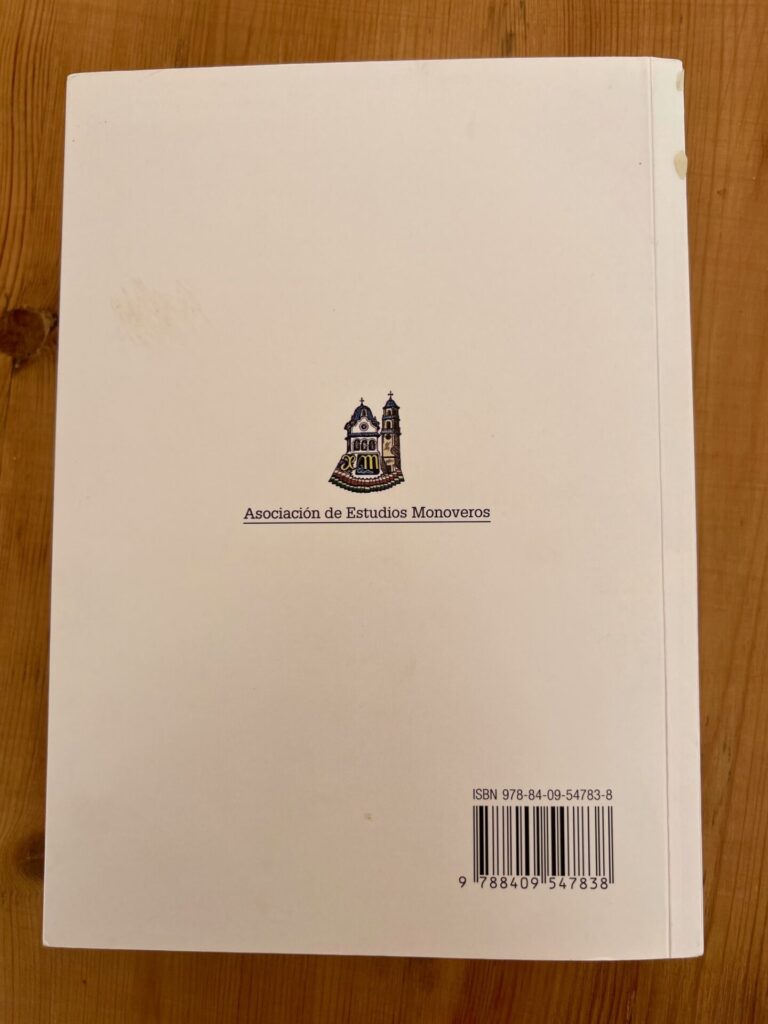 Asociación de Estudios Monoveros
ISBN 978-84-09-54783-8
9 788409 547838